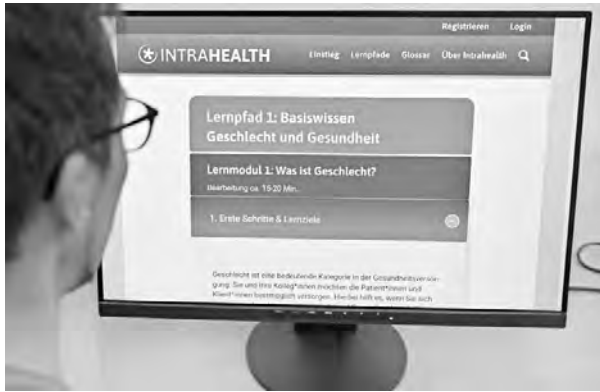 Registrieren Login
INTRAHEALTH Einstieg Lernpfade Glossar Über Intrahealth
Lernpfad 1: Basiswissen
Geschlecht und Gesundheit
Lernmodul 1: Was ist Geschlecht?
Bearbeitung ca. 15-20 Min.
1. Erste Schritte & Lernziele
Geschlecht ist eine bedeutende Kategorie in der Gesundheitsversor-
gung. Sie und Ihre Kolleg*innen möchten die Patient*innen und
Klient*innen bestmöglich versorgen. Hierbei hilft es, wenn Sie sich